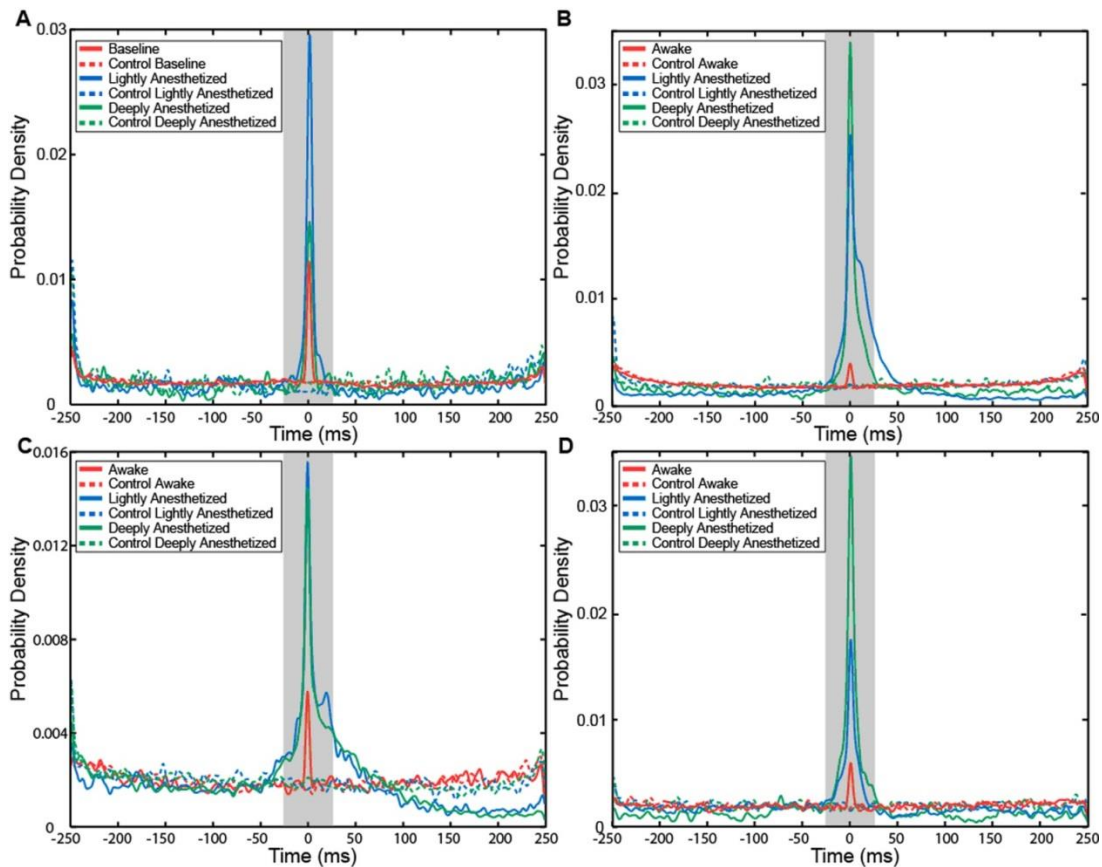 A
Probability Density
0.03
0.02
0.01
0
Baseline
Control Baseline
Lightly Anesthetized
Control Lightly Anesthetized
Deeply Anesthetized
Control Deeply Anesthetized
-250 -200 -150 -100 -50 0 50 100 150 200 250
Time (ms)
B
Probability Density
0.03
0.02
0.01
0
Awake
Control Awake
Lightly Anesthetized
Control Lightly Anesthetized
Deeply Anesthetized
Control Deeply Anesthetized
-250 -200 -150 -100 -50 0 50 100 150 200 250
Time (ms)
C
Probability Density
0.016
0.012
0.008
0.004
0
Awake
Control Awake
Lightly Anesthetized
Control Lightly Anesthetized
Deeply Anesthetized
Control Deeply Anesthetized
-250 -200 -150 -100 -50 0 50 100 150 200 250
Time (ms)
D
Probability Density
0.03
0.02
0.01
0
Awake
Control Awake
Lightly Anesthetized
Control Lightly Anesthetized
Deeply Anesthetized
Control Deeply Anesthetized
-250 -200 -150 -100 -50 0 50 100 150 200 250
Time (ms)